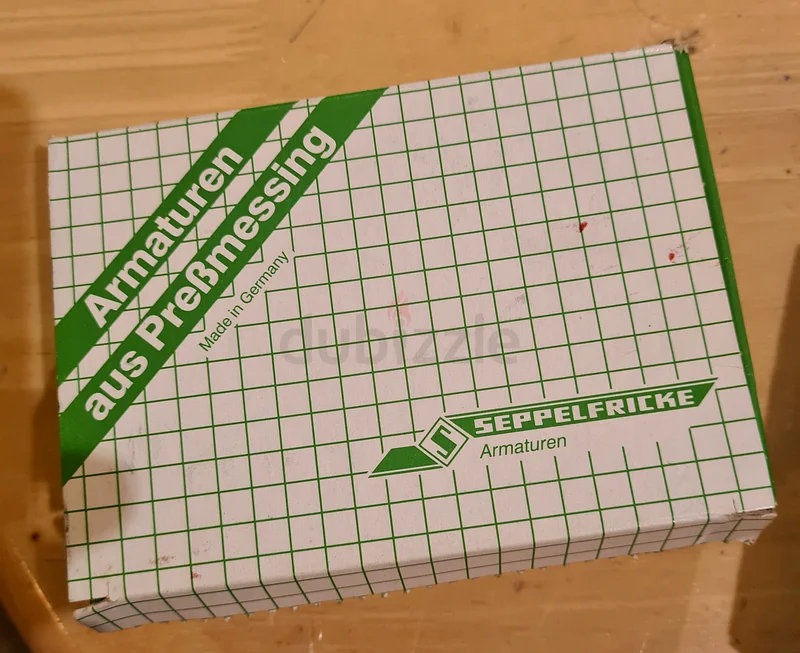 Armaturen
aus Preßmessing
Made in Germany
dubizzle
S SEPPELFRICKE
Armaturen